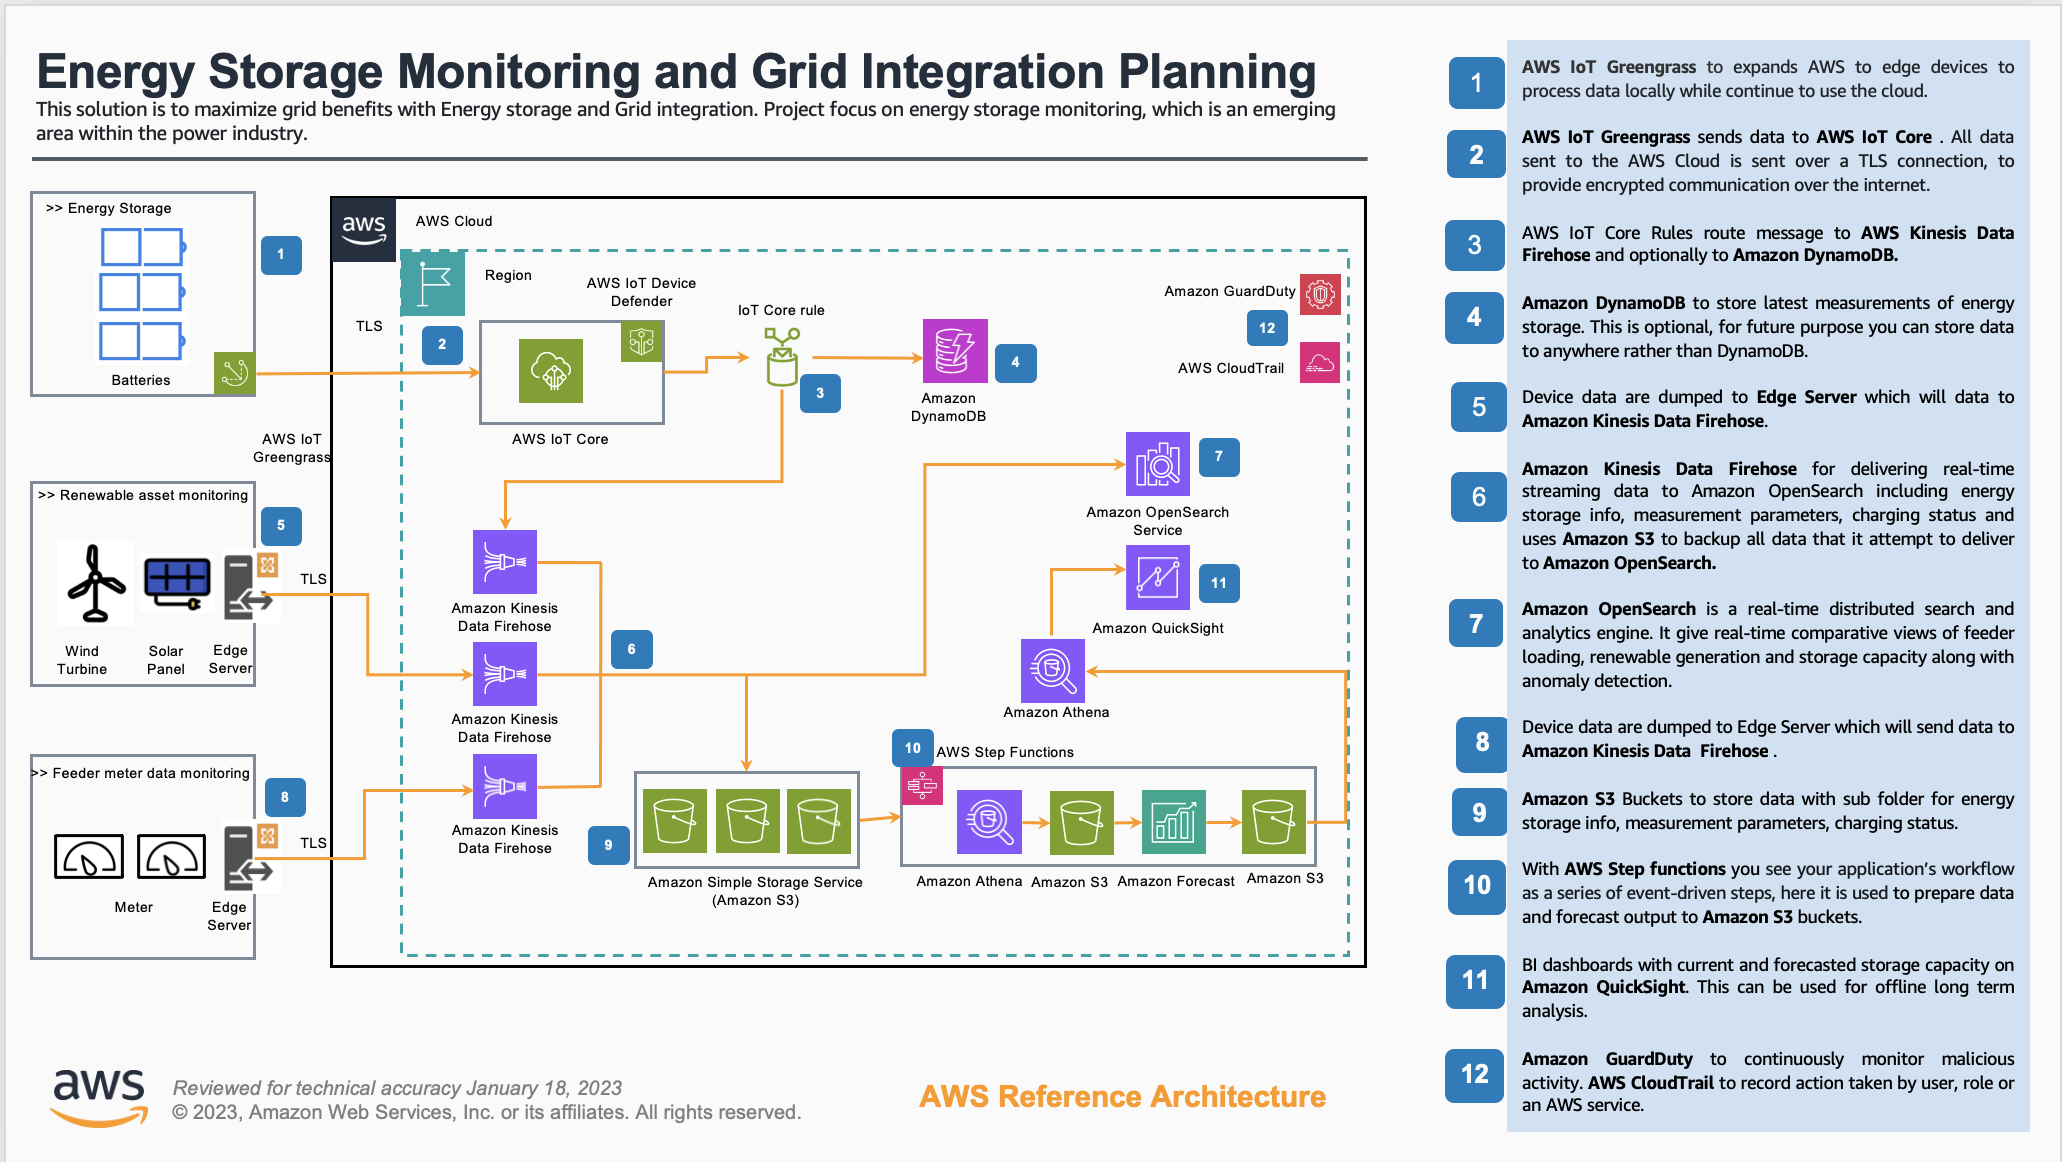 Energy Storage Monitoring and Grid Integration Planning
This solution is to maximize grid benefits with Energy storage and Grid integration. Project focus on energy storage monitoring, which is an emerging
area within the power industry.
>> Energy Storage
Batteries
1
AWS IoT
Greengrass
>> Renewable asset monitoring
5
Wind
Turbine
Solar
Panel
Edge
Server
TLS
>> Feeder meter data monitoring
8
Meter
Edge
Server
TLS
aws
AWS Cloud
Region
TLS
2
AWS IoT Device
Defender
AWS IoT Core
IoT Core rule
3
Amazon
DynamoDB
4
Amazon GuardDuty
12
AWS CloudTrail
Amazon OpenSearch
Service
7
Amazon QuickSight
11
Amazon Athena
Amazon Kinesis
Data Firehose
Amazon Kinesis
Data Firehose
Amazon Kinesis
Data Firehose
6
9
Amazon Simple Storage Service
(Amazon S3)
10
AWS Step Functions
Amazon Athena
Amazon S3
Amazon Forecast
Amazon S3
aws
Reviewed for technical accuracy January 18, 2023
© 2023, Amazon Web Services, Inc. or its affiliates. All rights reserved.
AWS Reference Architecture
1
AWS IoT Greengrass to expands AWS to edge devices to
process data locally while continue to use the cloud.
2
AWS IoT Greengrass sends data to AWS IoT Core . All data
sent to the AWS Cloud is sent over a TLS connection, to
provide encrypted communication over the internet.
3
AWS IoT Core Rules route message to AWS Kinesis Data
Firehose and optionally to Amazon DynamoDB.
4
Amazon DynamoDB to store latest measurements of energy
storage. This is optional, for future purpose you can store data
to anywhere rather than DynamoDB.
5
Device data are dumped to Edge Server which will data to
Amazon Kinesis Data Firehose.
6
Amazon Kinesis Data Firehose for delivering real-time
streaming data to Amazon OpenSearch including energy
storage info, measurement parameters, charging status and
uses Amazon S3 to backup all data that it attempt to deliver
to Amazon OpenSearch.
7
Amazon OpenSearch is a real-time distributed search and
analytics engine. It give real-time comparative views of feeder
loading, renewable generation and storage capacity along with
anomaly detection.
8
Device data are dumped to Edge Server which will send data to
Amazon Kinesis Data Firehose .
9
Amazon S3 Buckets to store data with sub folder for energy
storage info, measurement parameters, charging status.
10
With AWS Step functions you see your application's workflow
as a series of event-driven steps, here it is used to prepare data
and forecast output to Amazon S3 buckets.
11
BI dashboards with current and forecasted storage capacity on
Amazon QuickSight. This can be used for offline long term
analysis.
12
Amazon GuardDuty to continuously monitor malicious
activity. AWS CloudTrail to record action taken by user, role or
an AWS service.